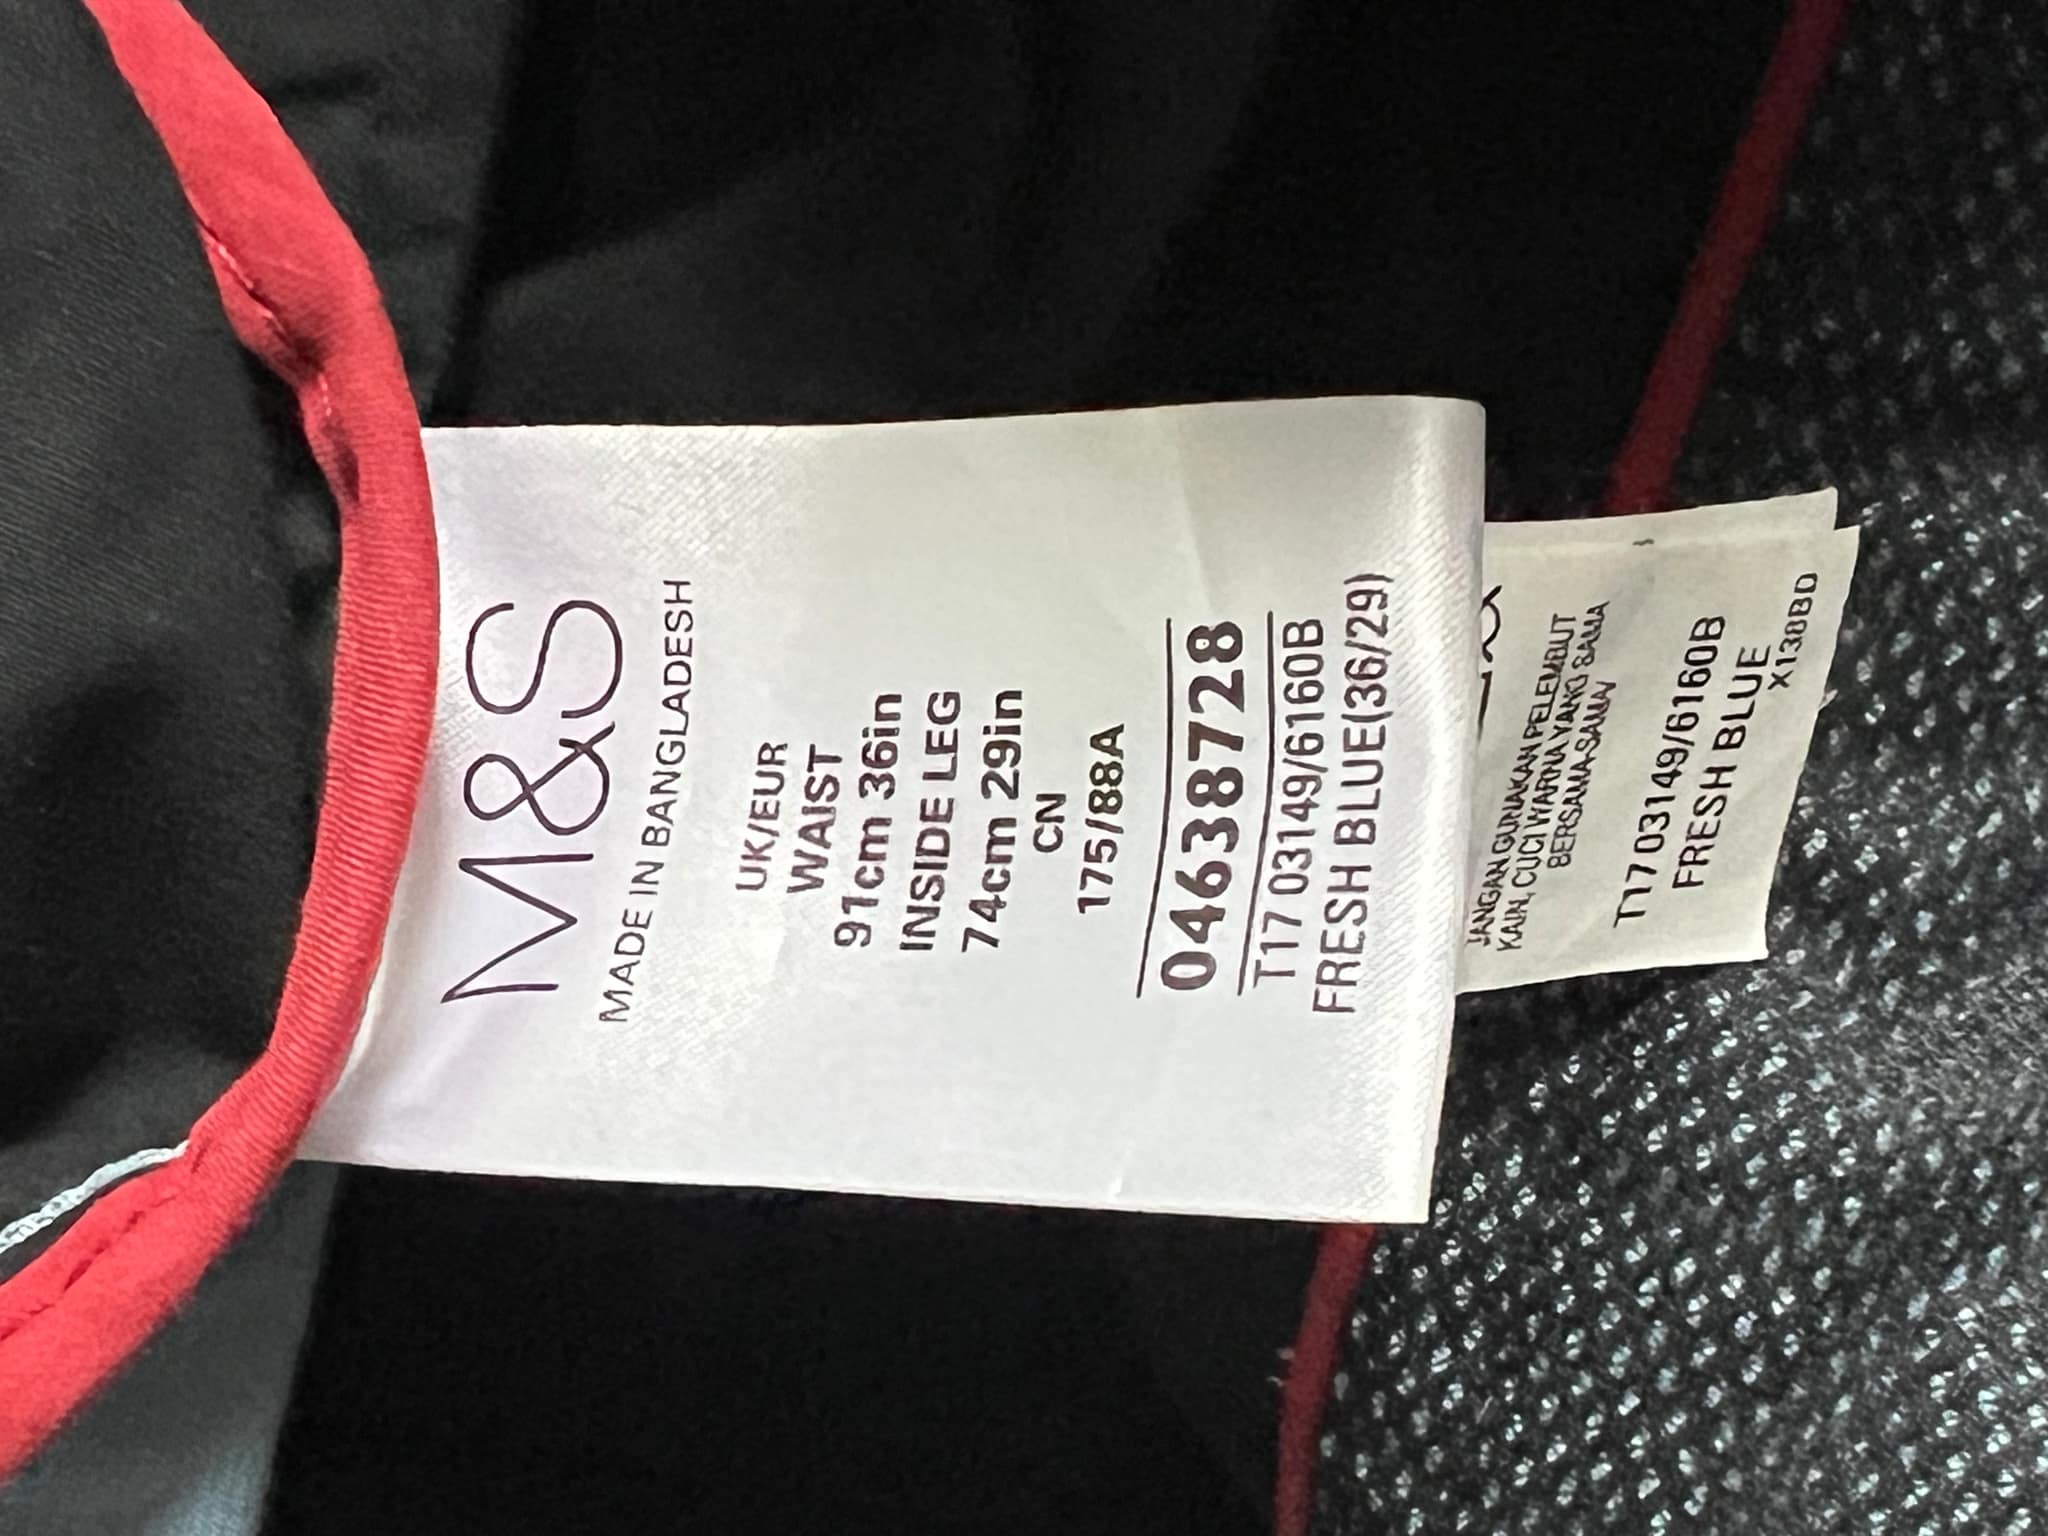 M&S
MADE IN BANGLADESH
UK/EUR
WAIST
91cm 36in
INSIDE LEG
74cm 29in
CN
175/88A
04638728
T17 03149/6160B
FRESH BLUE(36/29)
JANGAN GUNAKAN PELEMBUT
KAIN, CUCI WARNA YANG SAMA
BERSAMA-SAMA/
T17 03149/6160B
FRESH BLUE
X138BD